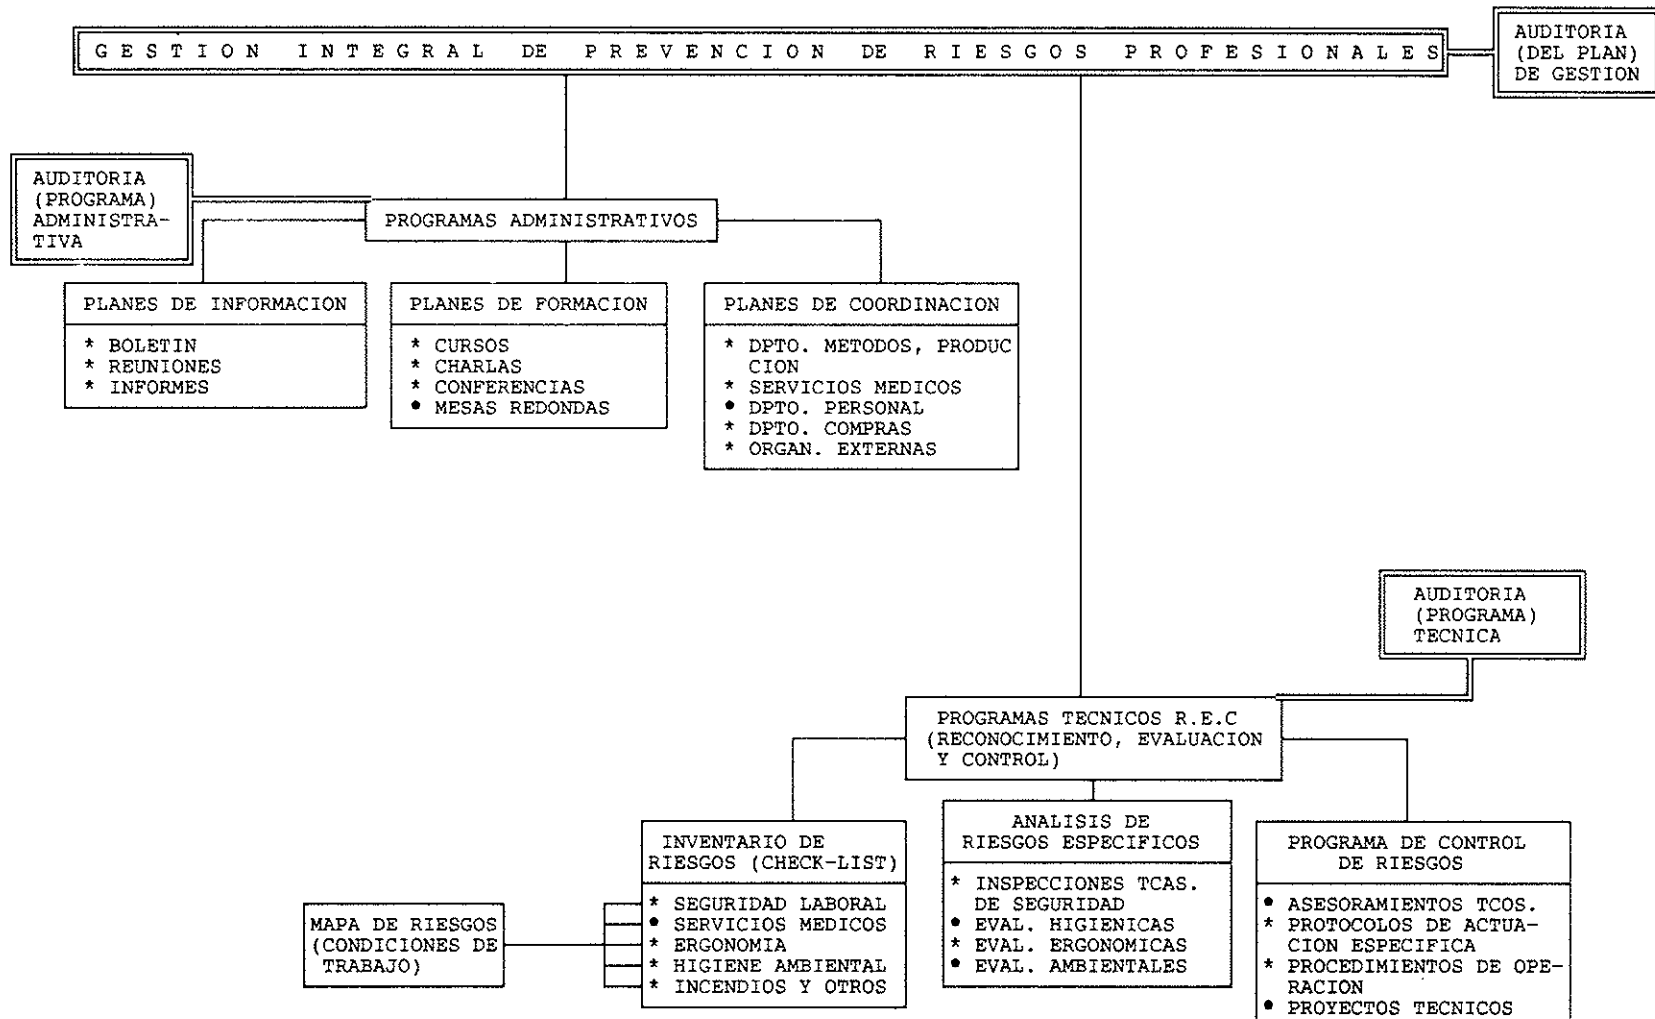 GESTION INTEGRAL DE PREVENCION DE RIESGOS PROFESIONALES
AUDITORIA
(DEL PLAN)
DE GESTION
AUDITORIA
(PROGRAMA)
ADMINISTRA-
TIVA
PROGRAMAS ADMINISTRATIVOS
PLANES DE INFORMACION
* BOLETIN
* REUNIONES
* INFORMES
PLANES DE FORMACION
* CURSOS
* CHARLAS
* CONFERENCIAS
• MESAS REDONDAS
PLANES DE COORDINACION
* DPTO. METODOS, PRODUC
CION
* SERVICIOS MEDICOS
• DPTO. PERSONAL
* DPTO. COMPRAS
* ORGAN. EXTERNAS
AUDITORIA
(PROGRAMA)
TECNICA
PROGRAMAS TECNICOS R.E.C
(RECONOCIMIENTO, EVALUACION
Y CONTROL)
MAPA DE RIESGOS
(CONDICIONES DE
TRABAJO)
INVENTARIO DE
RIESGOS (CHECK-LIST)
* SEGURIDAD LABORAL
• SERVICIOS MEDICOS
* ERGONOMIA
* HIGIENE AMBIENTAL
* INCENDIOS Y OTROS
ANALISIS DE
RIESGOS ESPECIFICOS
* INSPECCIONES TCAS.
DE SEGURIDAD
• EVAL. HIGIENICAS
* EVAL. ERGONOMICAS
• EVAL. AMBIENTALES
PROGRAMA DE CONTROL
DE RIESGOS
• ASESORAMIENTOS TCOS.
* PROTOCOLOS DE ACTUA-
CION ESPECIFICA
* PROCEDIMIENTOS DE OPE-
RACION
• PROYECTOS TECNICOS